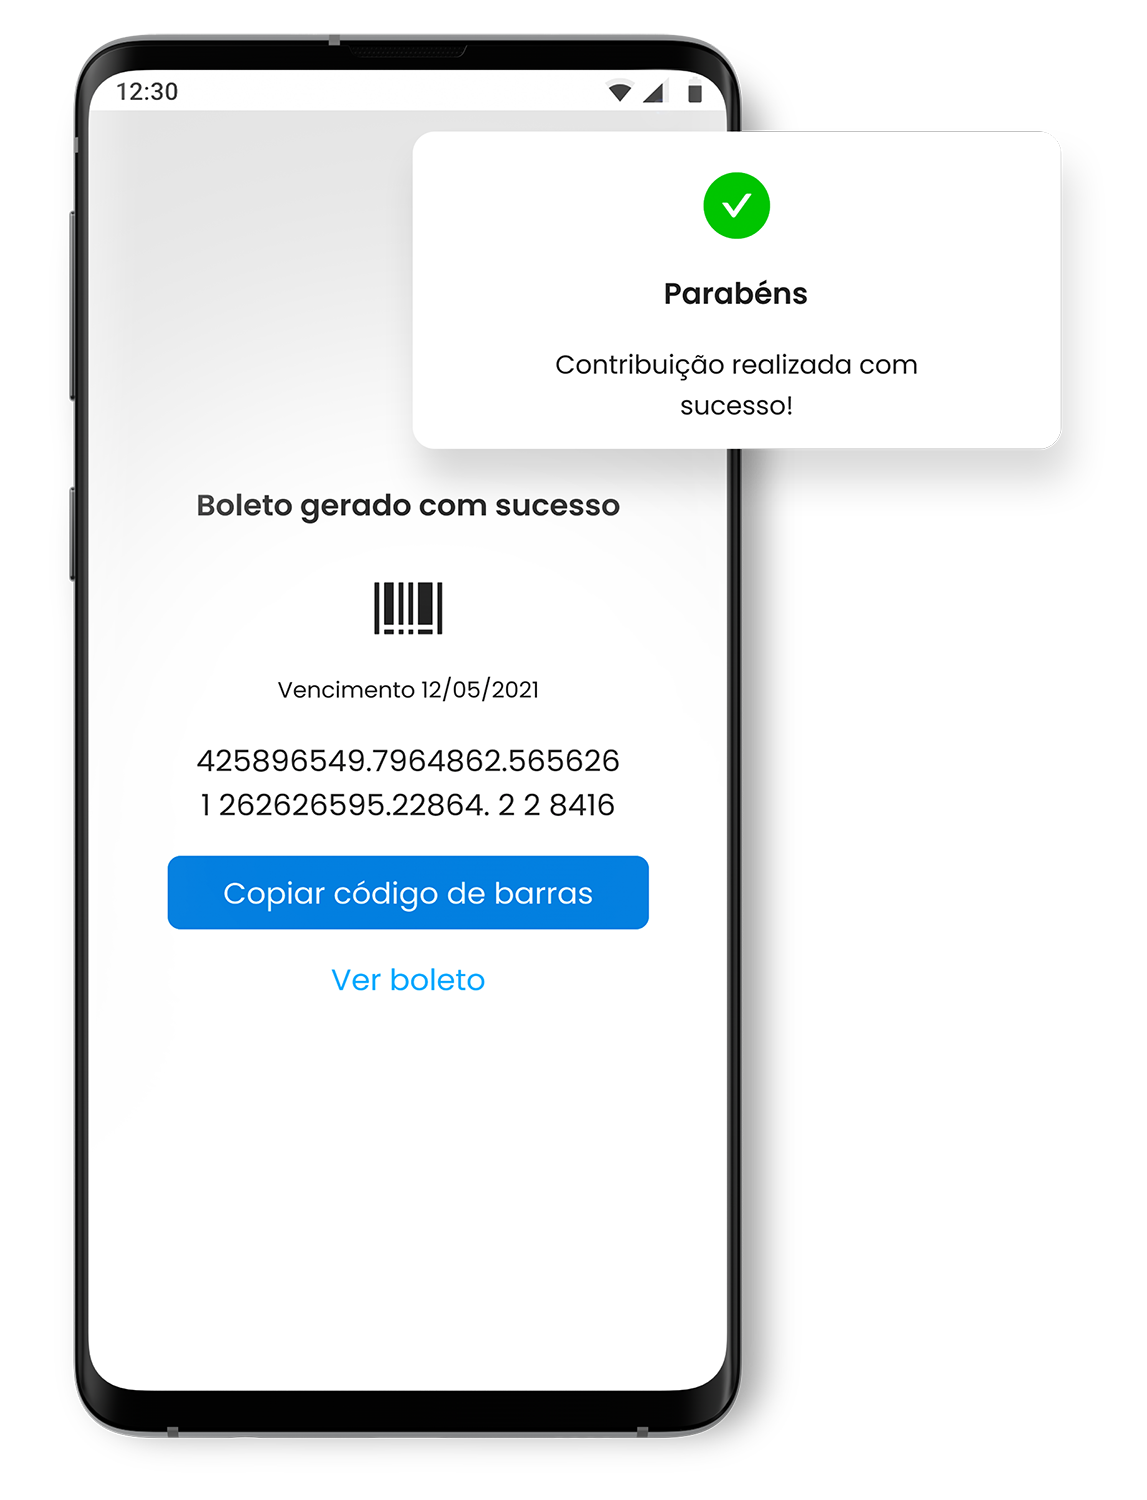 12:30
Parabéns
Contribuição realizada com
sucesso!
Boleto gerado com sucesso
Vencimento 12/05/2021
425896549.7964862.565626
1 262626595.22864. 2 2 8416
Copiar código de barras
Ver boleto